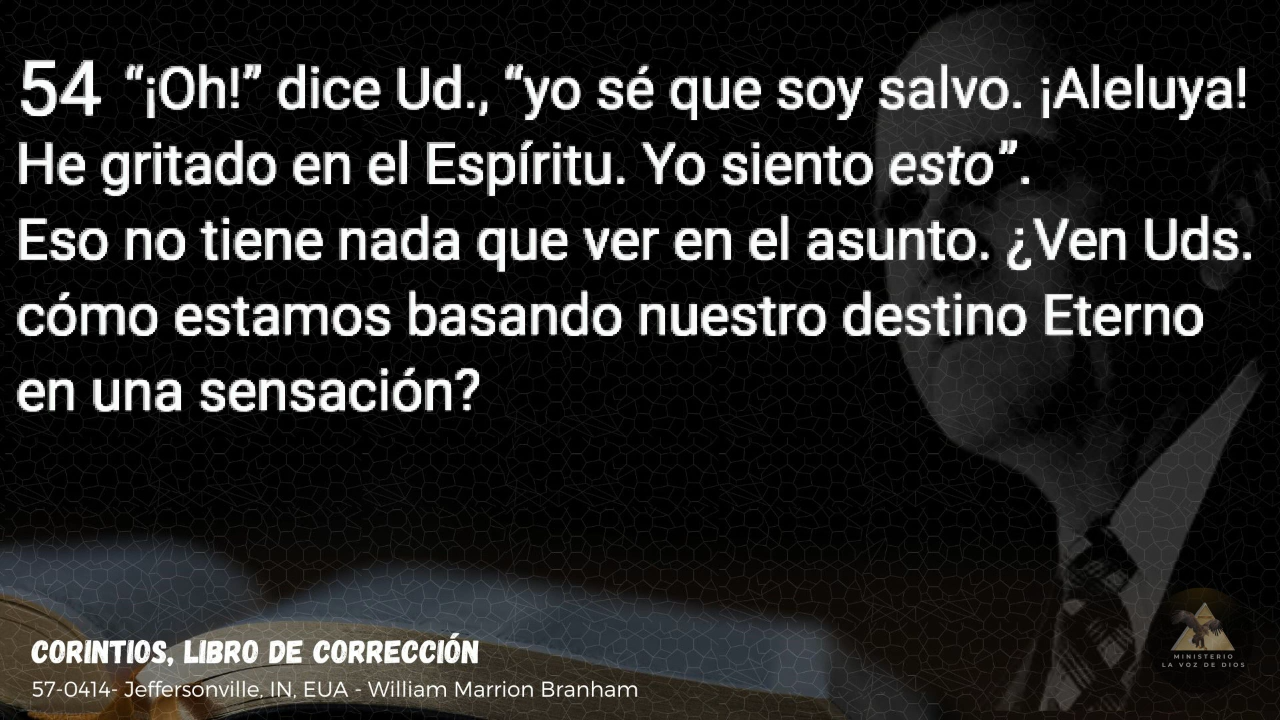 54 “¡Oh!” dice Ud., “yo sé que soy salvo. ¡Aleluya!
He gritado en el Espíritu. Yo siento esto”.
Eso no tiene nada que ver en el asunto. ¿Ven Uds.
cómo estamos basando nuestro destino Eterno
en una sensación?
CORINTIOS, LIBRO DE CORRECCIÓN
57-0414- Jeffersonville, IN, EUA - William Marrion Branham
MINISTERIO
LA VOZ DE DIOS